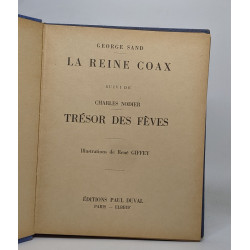 GEORGE SAND
LA REINE COAX
SUIVI DE
CHARLES NODIER
TRÉSOR DES FÊVES
Illustrations de René GIFFEY
ÉDITIONS PAUL DUVAL
PARIS - ELBEUF